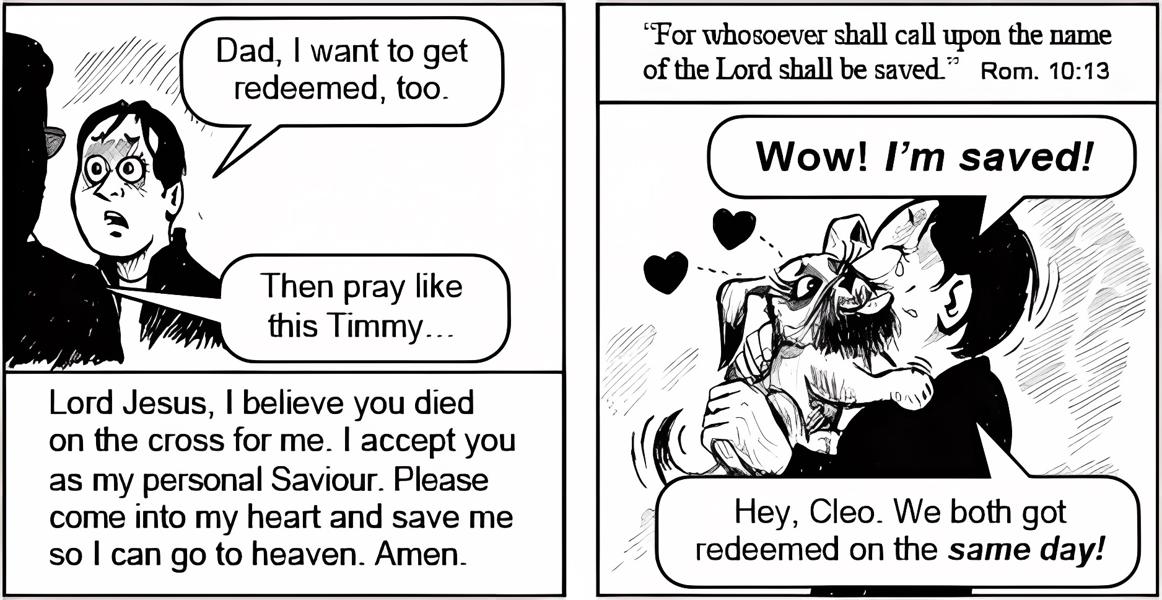 Dad, I want to get
redeemed, too.
Then pray like
this Timmy...
Lord Jesus, I believe you died
on the cross for me. I accept you
as my personal Saviour. Please
come into my heart and save me
so I can go to heaven. Amen.
“For whosoever shall call upon the name
of the Lord shall be saved.” Rom. 10:13
Wow! I’m saved!
Hey, Cleo. We both got
redeemed on the same day!